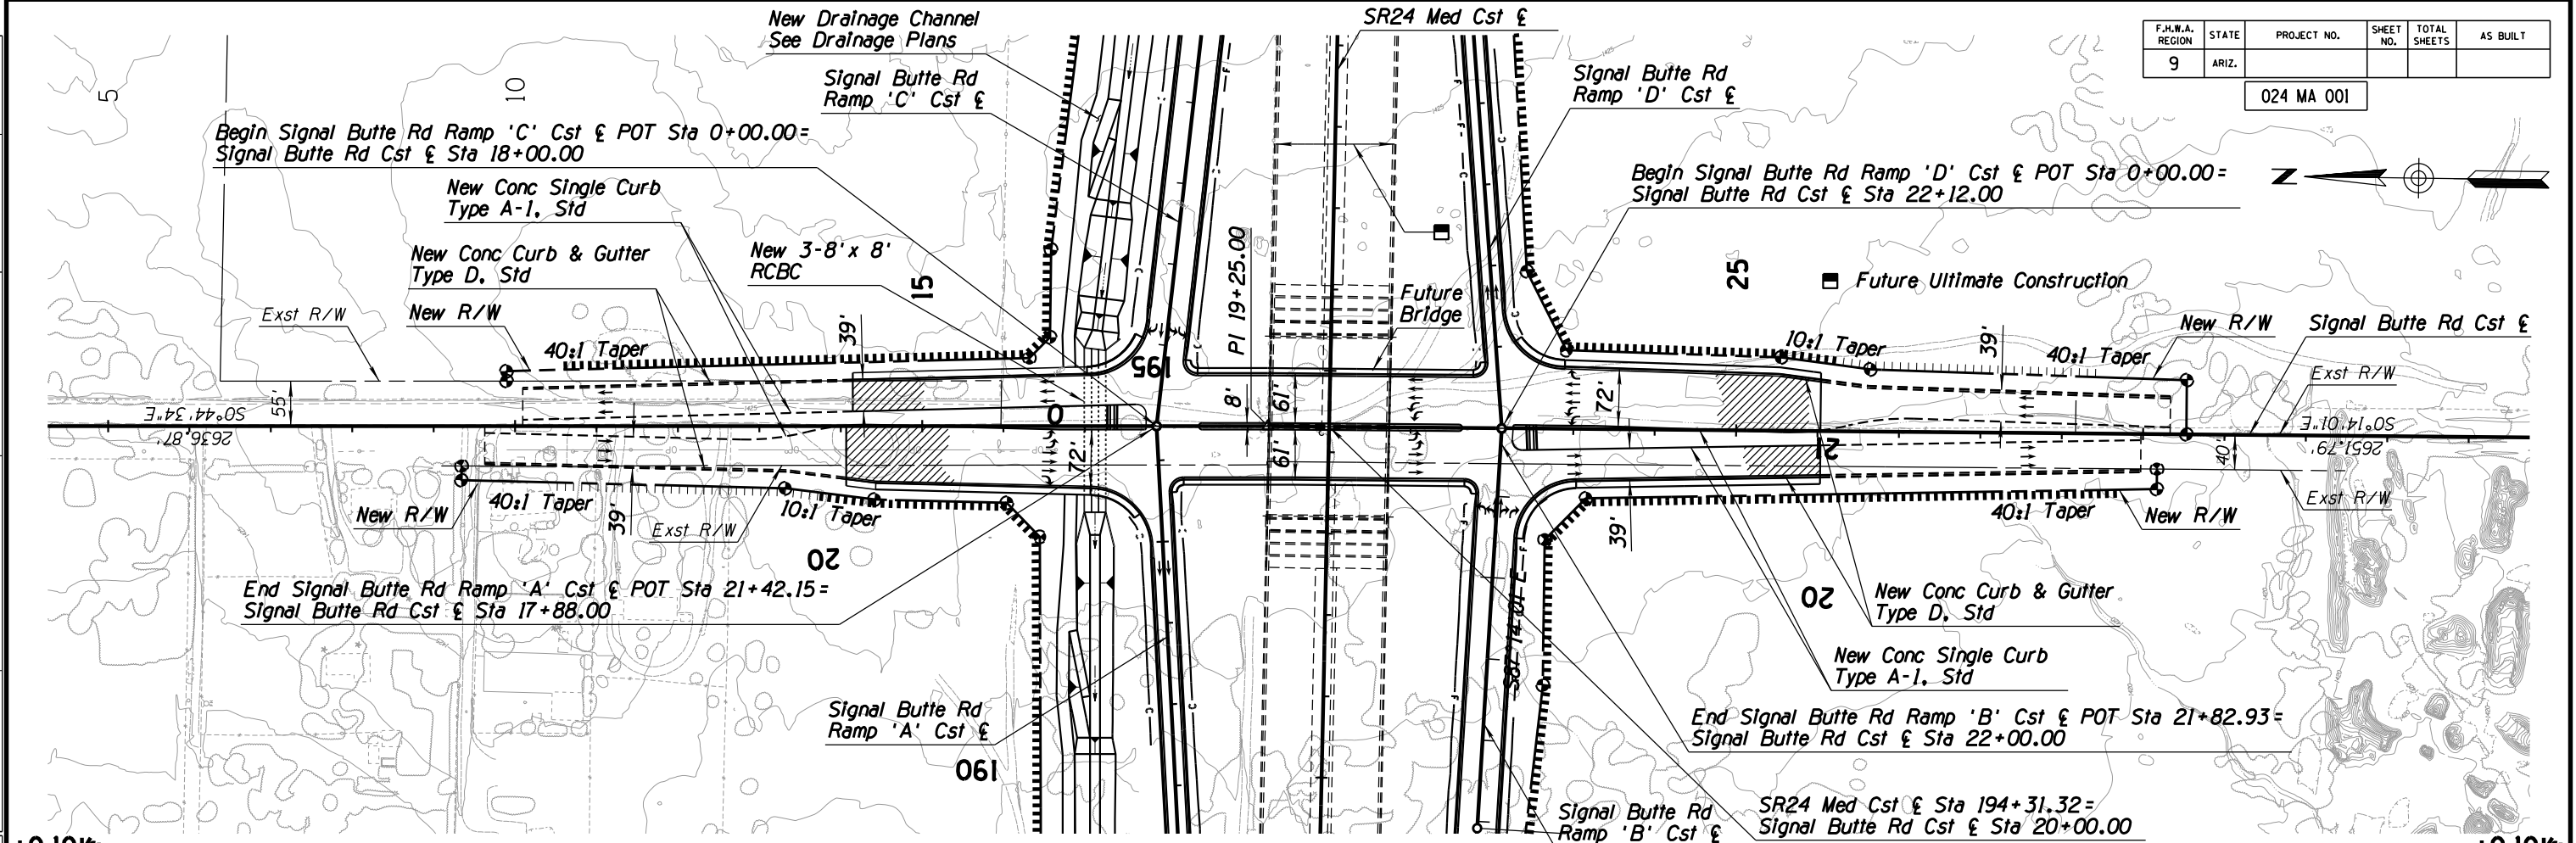 New Drainage Channel
See Drainage Plans
SR24 Med Cst ℄
F.H.W.A. REGION
STATE
PROJECT NO.
SHEET NO.
TOTAL SHEETS
AS BUILT
9
ARIZ.
024 MA 001
5
10
Signal Butte Rd
Ramp 'C' Cst ℄
Signal Butte Rd
Ramp 'D' Cst ℄
Begin Signal Butte Rd Ramp 'C' Cst ℄ POT Sta 0+00.00=
Signal Butte Rd Cst ℄ Sta 18+00.00
Begin Signal Butte Rd Ramp 'D' Cst ℄ POT Sta 0+00.00=
Signal Butte Rd Cst ℄ Sta 22+12.00
N
New Conc Single Curb
Type A-1, Std
New Conc Curb & Gutter
Type D, Std
New 3-8' x 8'
RCBC
15
PI 19+25.00
25
Future Ultimate Construction
Future
Bridge
Exst R/W
New R/W
40:1 Taper
39'
195
10:1 Taper
39'
40:1 Taper
New R/W
Signal Butte Rd Cst ℄
Exst R/W
55'
S0°44'34"E
2636.87'
0
8'
61'
61'
72'
72'
S0°14'01"E
2651.79'
40'
New R/W
40:1 Taper
39'
Exst R/W
10:1 Taper
20
39'
40:1 Taper
New R/W
Exst R/W
End Signal Butte Rd Ramp 'A' Cst ℄ POT Sta 21+42.15=
Signal Butte Rd Cst ℄ Sta 17+88.00
20
New Conc Curb & Gutter
Type D, Std
New Conc Single Curb
Type A-1, Std
Signal Butte Rd
Ramp 'A' Cst ℄
190
End Signal Butte Rd Ramp 'B' Cst ℄ POT Sta 21+82.93=
Signal Butte Rd Cst ℄ Sta 22+00.00
Signal Butte Rd
Ramp 'B' Cst ℄
SR24 Med Cst ℄ Sta 194+31.32=
Signal Butte Rd Cst ℄ Sta 20+00.00